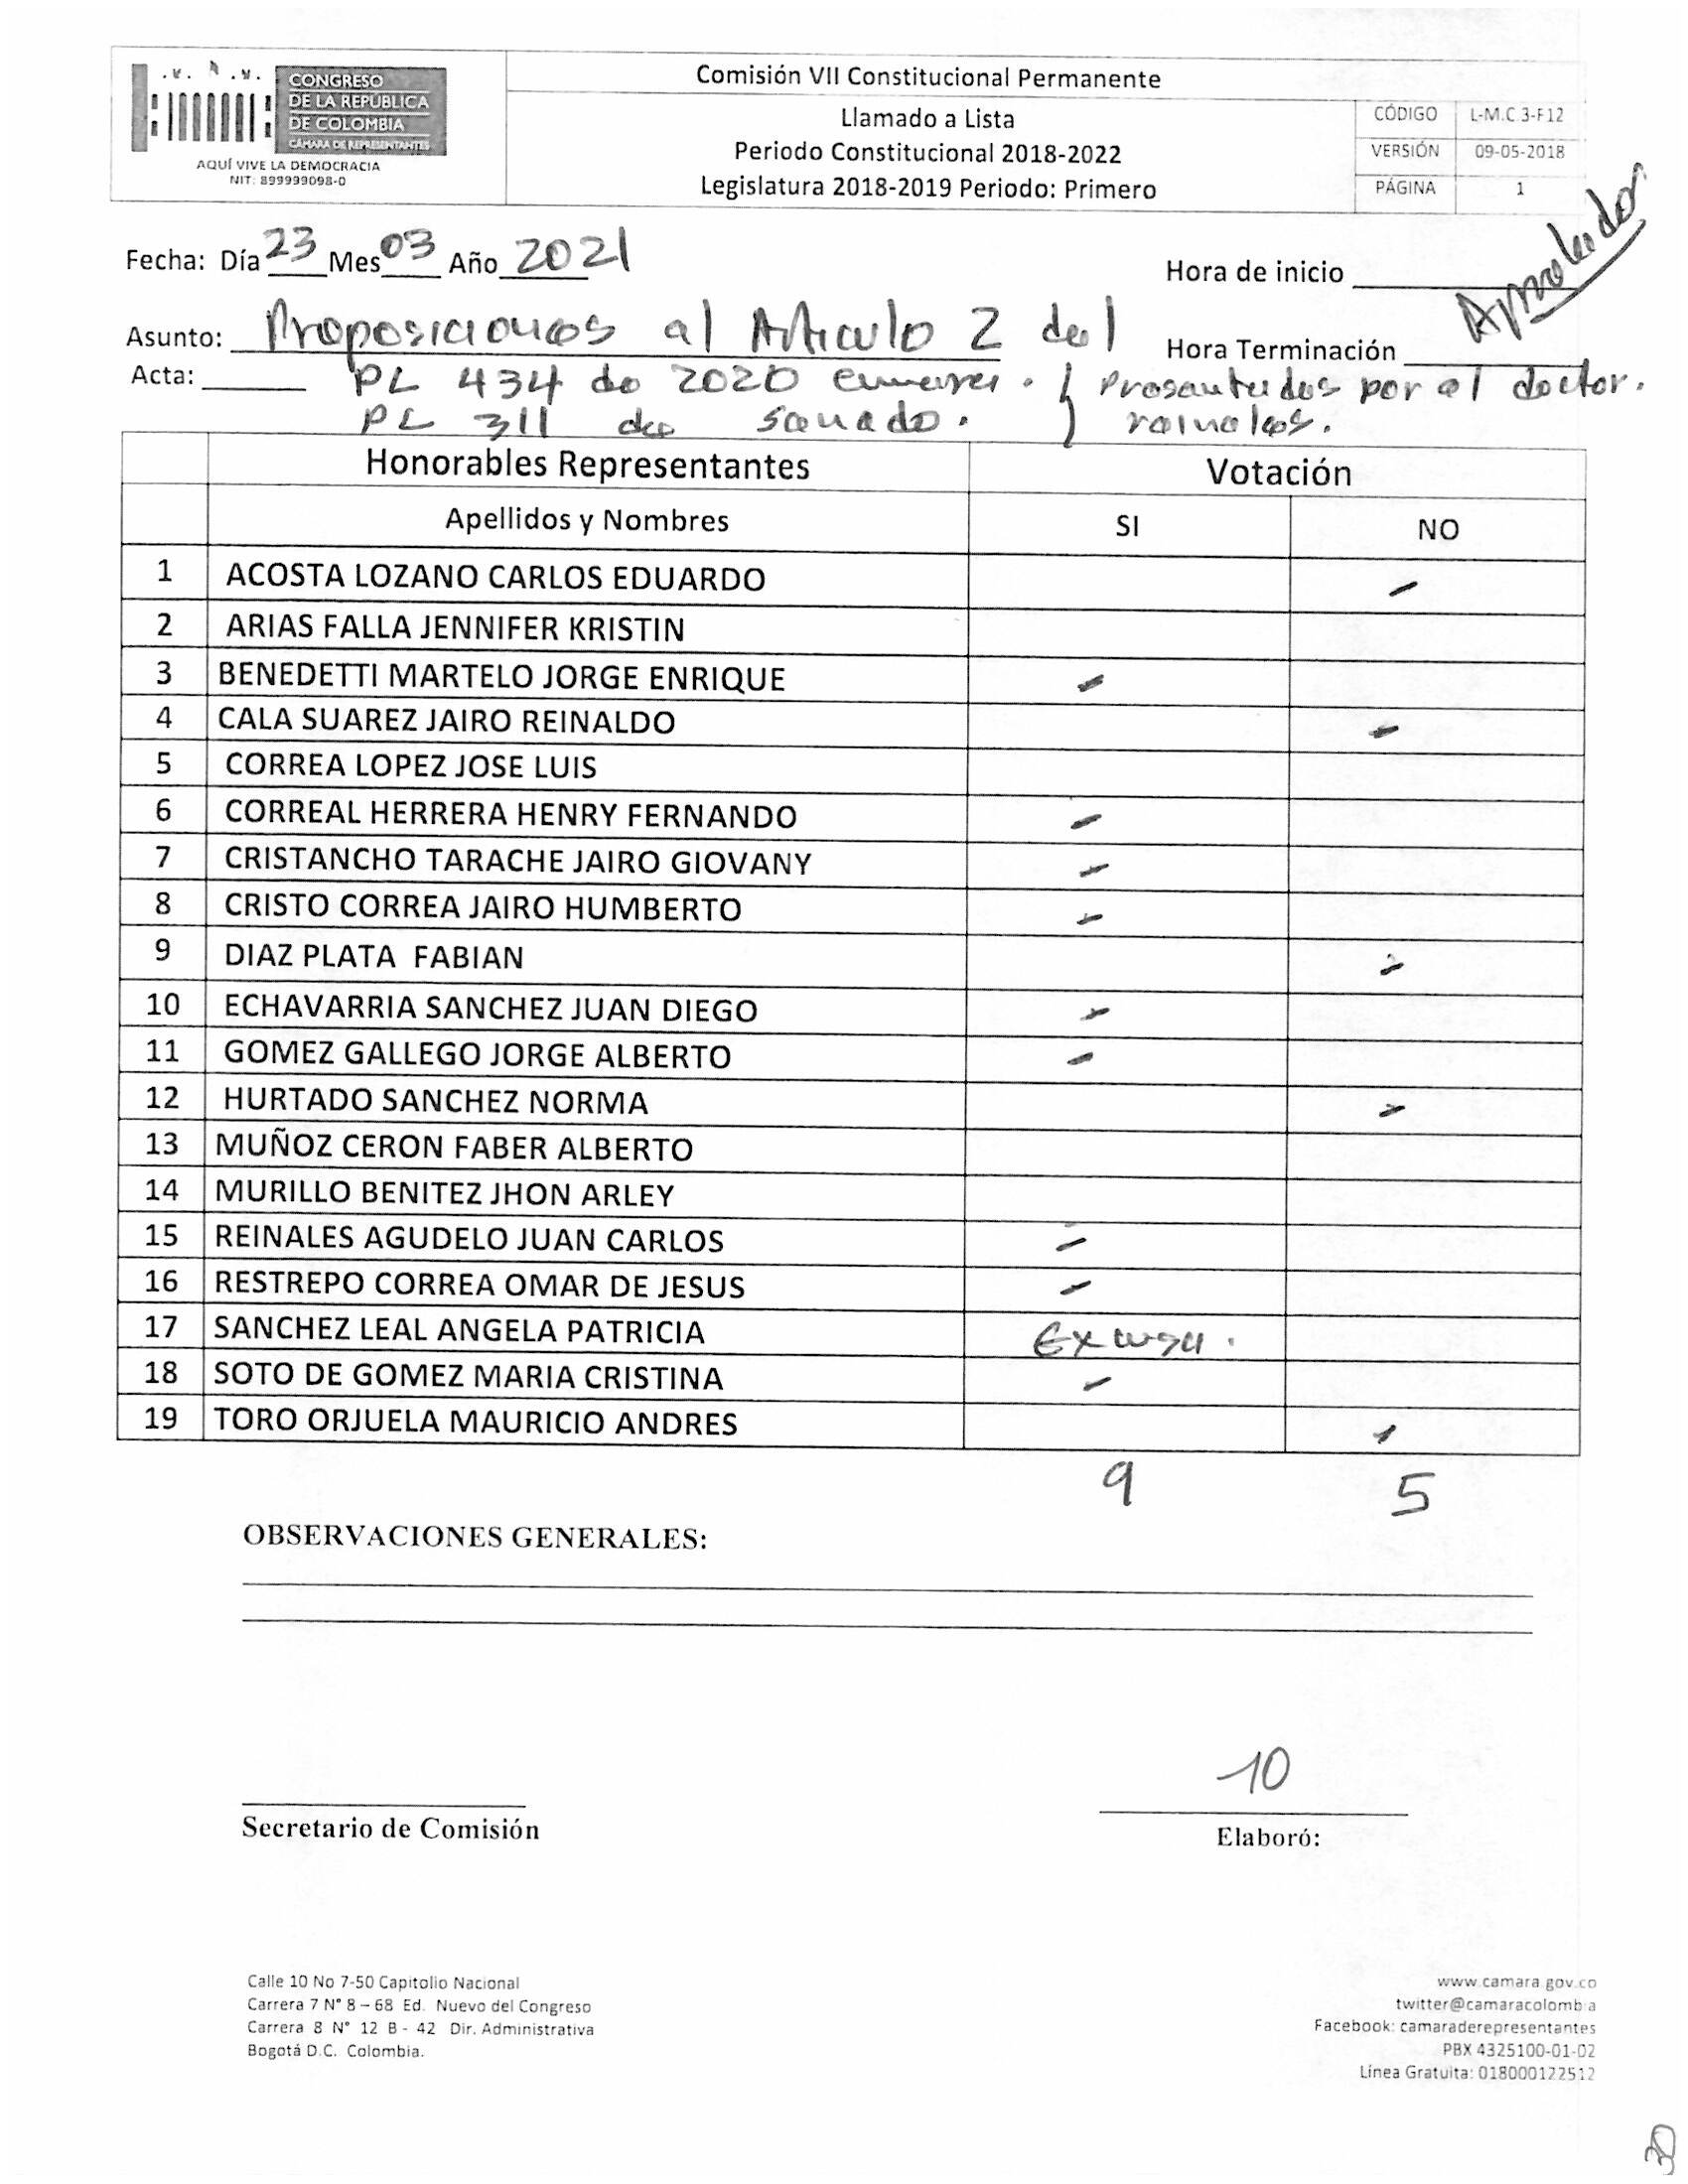 CONGRESO
DE LA REPÚBLICA
DE COLOMBIA
CÁMARA DE REPRESENTANTES
AQUÍ VIVE LA DEMOCRACIA
NIT: 899999098-0
Comisión VII Constitucional Permanente
Llamado a Lista
Periodo Constitucional 2018-2022
Legislatura 2018-2019 Periodo: Primero
CÓDIGO L-M.C 3-F12
VERSIÓN 09-05-2018
PÁGINA 1
Fecha: Día 23 Mes 03 Año 2021
Hora de inicio
Asunto: Proposiciones al Articulo 2 del
Hora Terminación
Acta: PL 434 de 2020 camara. Presentudos por el doctor.
PL 311 de senado. reinales.
Honorables Representantes Votación
Apellidos y Nombres SI NO
1 ACOSTA LOZANO CARLOS EDUARDO
2 ARIAS FALLA JENNIFER KRISTIN
3 BENEDETTI MARTELO JORGE ENRIQUE
4 CALA SUAREZ JAIRO REINALDO
5 CORREA LOPEZ JOSE LUIS
6 CORREAL HERRERA HENRY FERNANDO
7 CRISTANCHO TARACHE JAIRO GIOVANY
8 CRISTO CORREA JAIRO HUMBERTO
9 DIAZ PLATA FABIAN
10 ECHAVARRIA SANCHEZ JUAN DIEGO
11 GOMEZ GALLEGO JORGE ALBERTO
12 HURTADO SANCHEZ NORMA
13 MUÑOZ CERON FABER ALBERTO
14 MURILLO BENITEZ JHON ARLEY
15 REINALES AGUDELO JUAN CARLOS
16 RESTREPO CORREA OMAR DE JESUS
17 SANCHEZ LEAL ANGELA PATRICIA Excusa.
18 SOTO DE GOMEZ MARIA CRISTINA
19 TORO ORJUELA MAURICIO ANDRES
9 5
OBSERVACIONES GENERALES:
10
Secretario de Comisión
Elaboró:
Calle 10 No 7-50 Capitolio Nacional
Carrera 7 N° 8 – 68 Ed. Nuevo del Congreso
Carrera 8 N° 12 B - 42 Dir. Administrativa
Bogotá D.C. Colombia.
www.camara.gov.co
twitter@camaracolombia
Facebook: camaraderepresentantes
PBX 4325100-01-02
Línea Gratuita: 018000122512
30